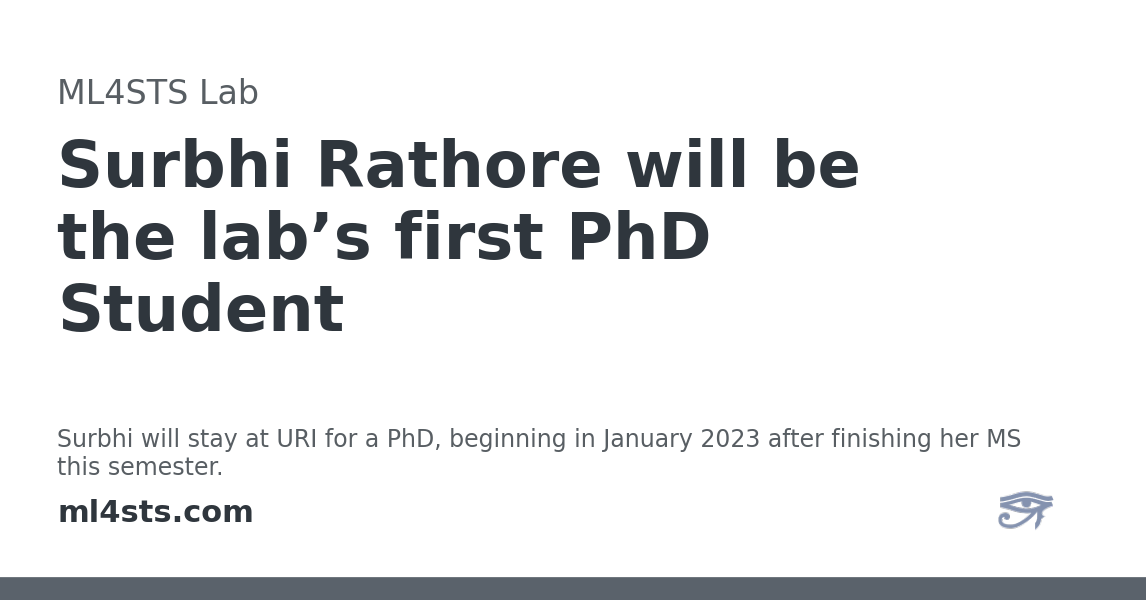 ML4STS Lab
Surbhi Rathore will be
the lab’s first PhD
Student
Surbhi will stay at URI for a PhD, beginning in January 2023 after finishing her MS
this semester.
ml4sts.com